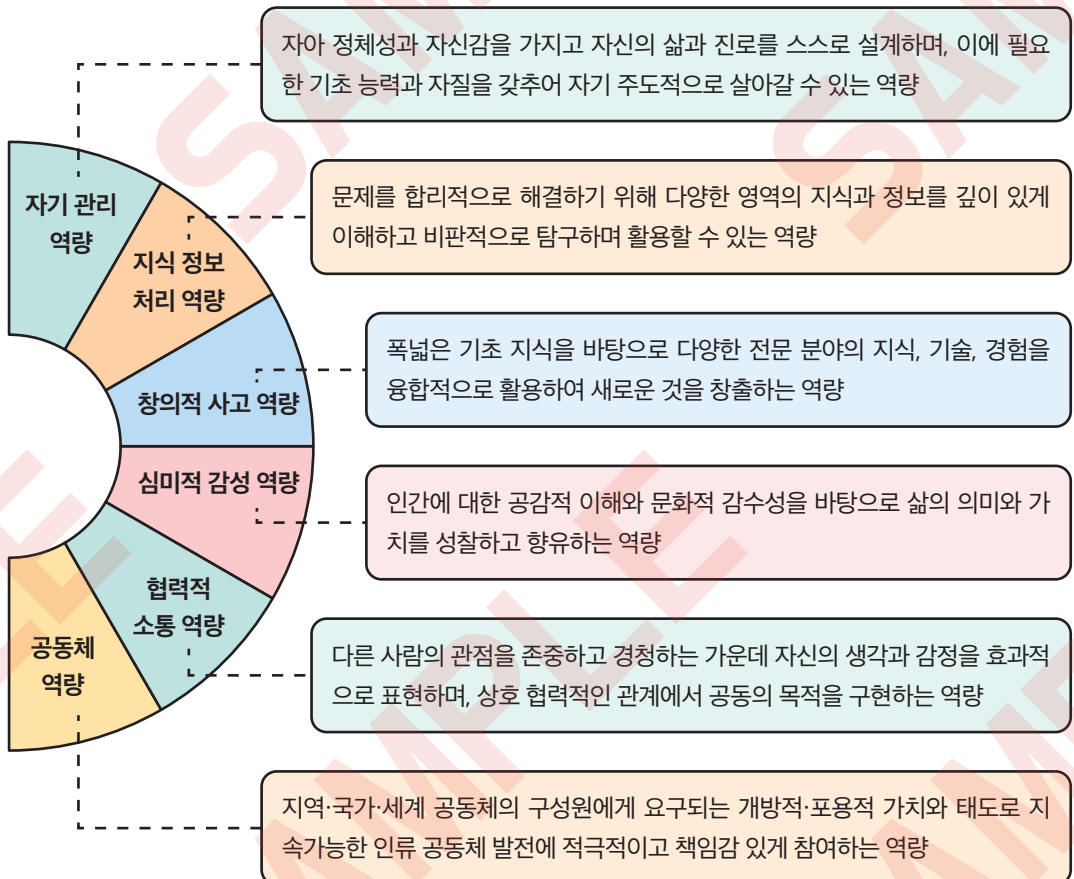 자아 정체성과 자신감을 가지고 자신의 삶과 진로를 스스로 설계하며, 이에 필요
한 기초 능력과 자질을 갖추어 자기 주도적으로 살아갈 수 있는 역량
자기 관리
역량
문제를 합리적으로 해결하기 위해 다양한 영역의 지식과 정보를 깊이 있게
이해하고 비판적으로 탐구하며 활용할 수 있는 역량
지식 정보
처리 역량
폭넓은 기초 지식을 바탕으로 다양한 전문 분야의 지식, 기술, 경험을
융합적으로 활용하여 새로운 것을 창출하는 역량
창의적 사고 역량
심미적 감성 역량
인간에 대한 공감적 이해와 문화적 감수성을 바탕으로 삶의 의미와 가
치를 성찰하고 향유하는 역량
협력적
소통 역량
다른 사람의 관점을 존중하고 경청하는 가운데 자신의 생각과 감정을 효과적
으로 표현하며, 상호 협력적인 관계에서 공동의 목적을 구현하는 역량
공동체
역량
지역·국가·세계 공동체의 구성원에게 요구되는 개방적·포용적 가치와 태도로 지
속가능한 인류 공동체 발전에 적극적이고 책임감 있게 참여하는 역량
SAMPLE